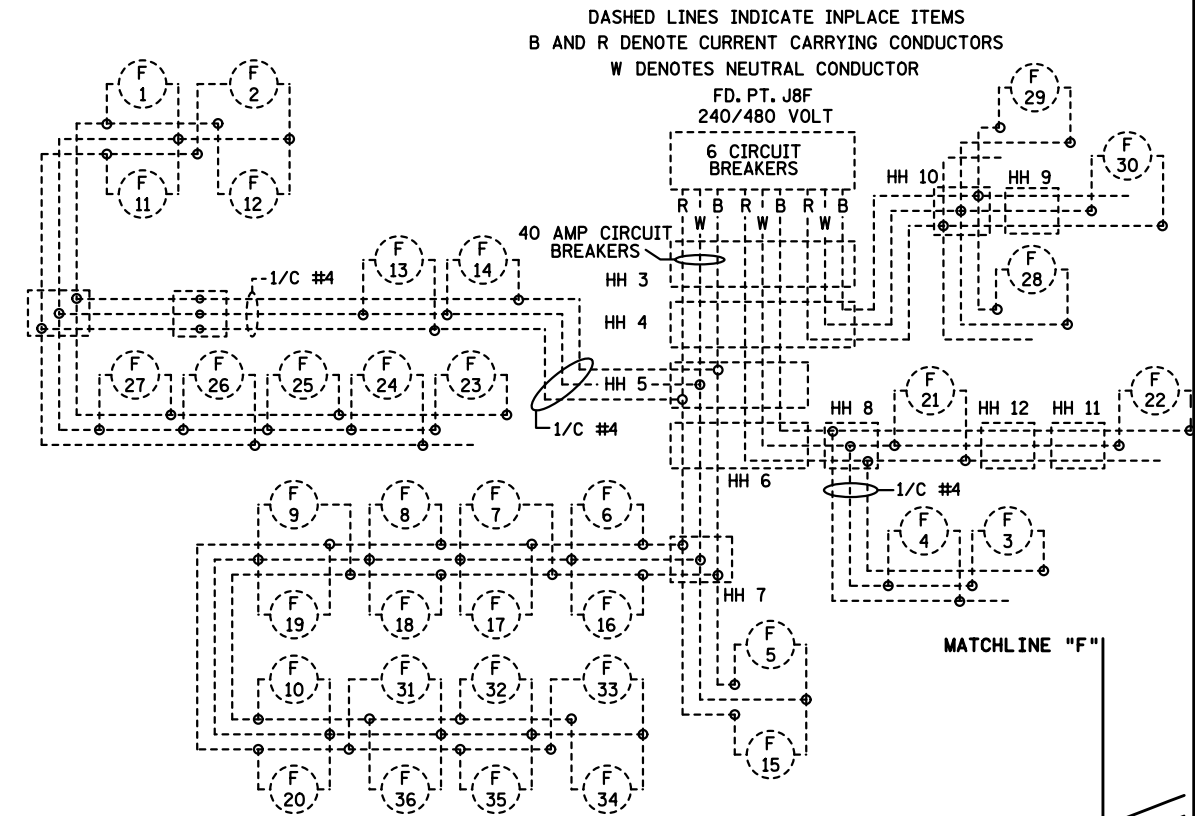 DASHED LINES INDICATE INPLACE ITEMS
B AND R DENOTE CURRENT CARRYING CONDUCTORS
W DENOTES NEUTRAL CONDUCTOR
FD. PT. J8F
240/480 VOLT
6 CIRCUIT
BREAKERS
R W B R W B R W B
40 AMP CIRCUIT
BREAKERS
HH 3
HH 4
HH 5
HH 6
HH 7
HH 10
HH 9
HH 8
HH 12
HH 11
F
1
F
2
F
11
F
12
F
13
F
14
1/C #4
F
27
F
26
F
25
F
24
F
23
1/C #4
F
29
F
30
F
28
F
21
F
22
1/C #4
F
4
F
3
F
9
F
8
F
7
F
6
F
19
F
18
F
17
F
16
F
10
F
31
F
32
F
33
F
20
F
36
F
35
F
34
F
5
F
15
MATCHLINE "F"